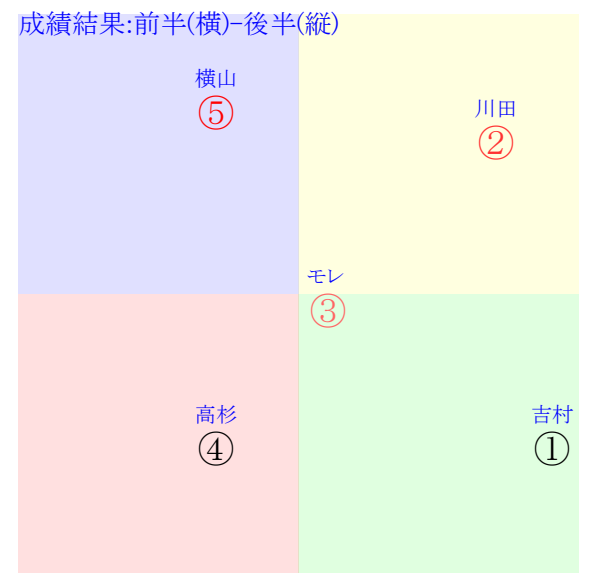 成績結果:前半(横)-後半(縦)
横山
⑤
川田
②
モレ
③
高杉
④
吉村
①